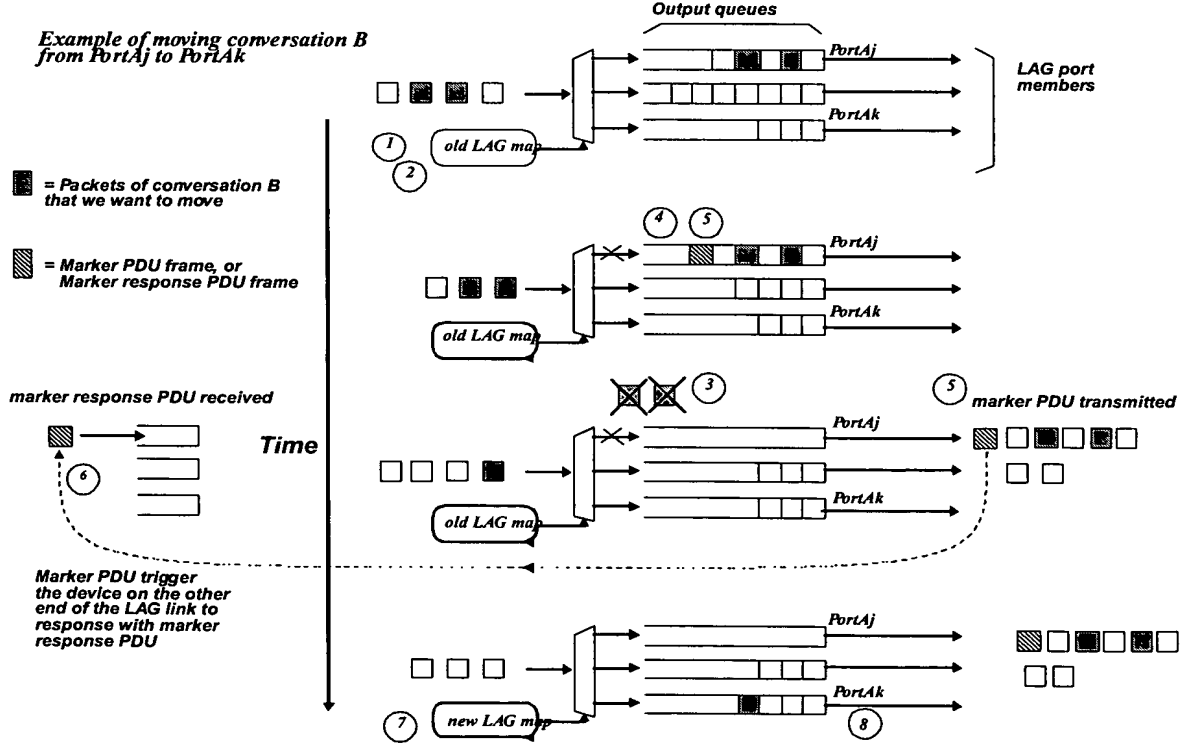 Output queues
Example of moving conversation B
from PortAj to PortAk
PortAj
LAG port
members
PortAk
1
2
old LAG map
= Packets of conversation B
that we want to move
4
5
= Marker PDU frame, or
Marker response PDU frame
PortAj
PortAk
old LAG map
3
5
marker response PDU received
marker PDU transmitted
PortAj
Time
6
PortAk
old LAG map
Marker PDU trigger
the device on the other
end of the LAG link to
response with marker
response PDU
PortAj
PortAk
7
new LAG map
8